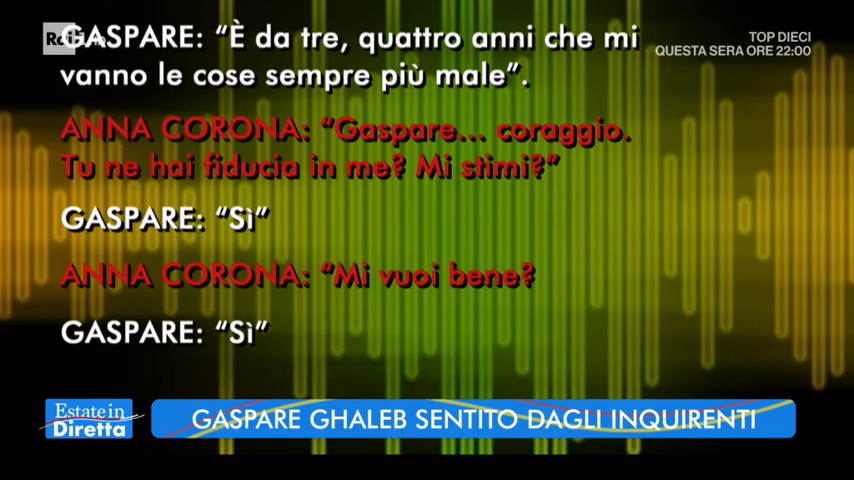 Rai 1
GASPARE: “È da tre, quattro anni che mi
vanno le cose sempre più male”.
TOP DIECI
QUESTA SERA ORE 22:00
ANNA CORONA: “Gaspare... coraggio.
Tu ne hai fiducia in me? Mi stimi?”
GASPARE: “Sì”
ANNA CORONA: “Mi vuoi bene?
GASPARE: “Sì”
Estate in
Diretta
GASPARE GHALEB SENTITO DAGLI INQUIRENTI